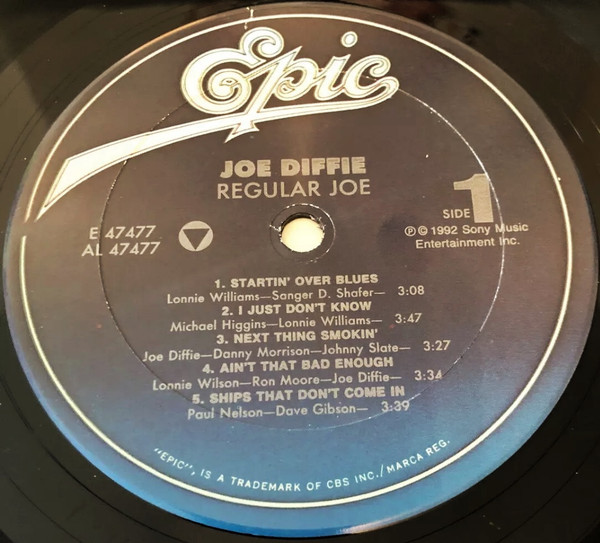 Epic
JOE DIFFIE
REGULAR JOE
E 47477
AL 47477
SIDE 1
℗ © 1992 Sony Music
Entertainment Inc.
1. STARTIN' OVER BLUES
Lonnie Williams—Sanger D. Shafer— 3:08
2. I JUST DON'T KNOW
Michael Higgins—Lonnie Williams— 3:47
3. NEXT THING SMOKIN'
Joe Diffie—Danny Morrison—Johnny Slate— 3:27
4. AIN'T THAT BAD ENOUGH
Lonnie Wilson—Ron Moore—Joe Diffie— 3:34
5. SHIPS THAT DON'T COME IN
Paul Nelson—Dave Gibson— 3:39
"EPIC", IS A TRADEMARK OF CBS INC./MARCA REG.